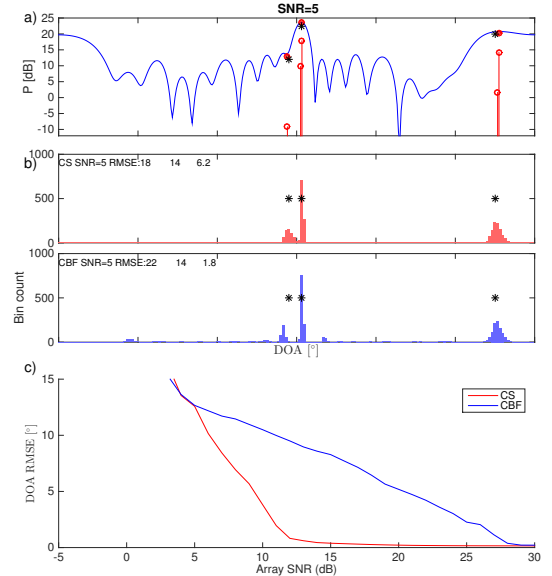 SNR=5
a)
25
20
15
10
5
0
-5
-10
P [dB]
b)
1000
500
0
CS SNR=5 RMSE:18 14 6.2
1000
500
0
CBF SNR=5 RMSE:22 14 1.8
Bin count
DOA [°]
c)
15
10
5
0
DOA RMSE [°]
CS
CBF
-5 0 5 10 15 20 25 30
Array SNR (dB)